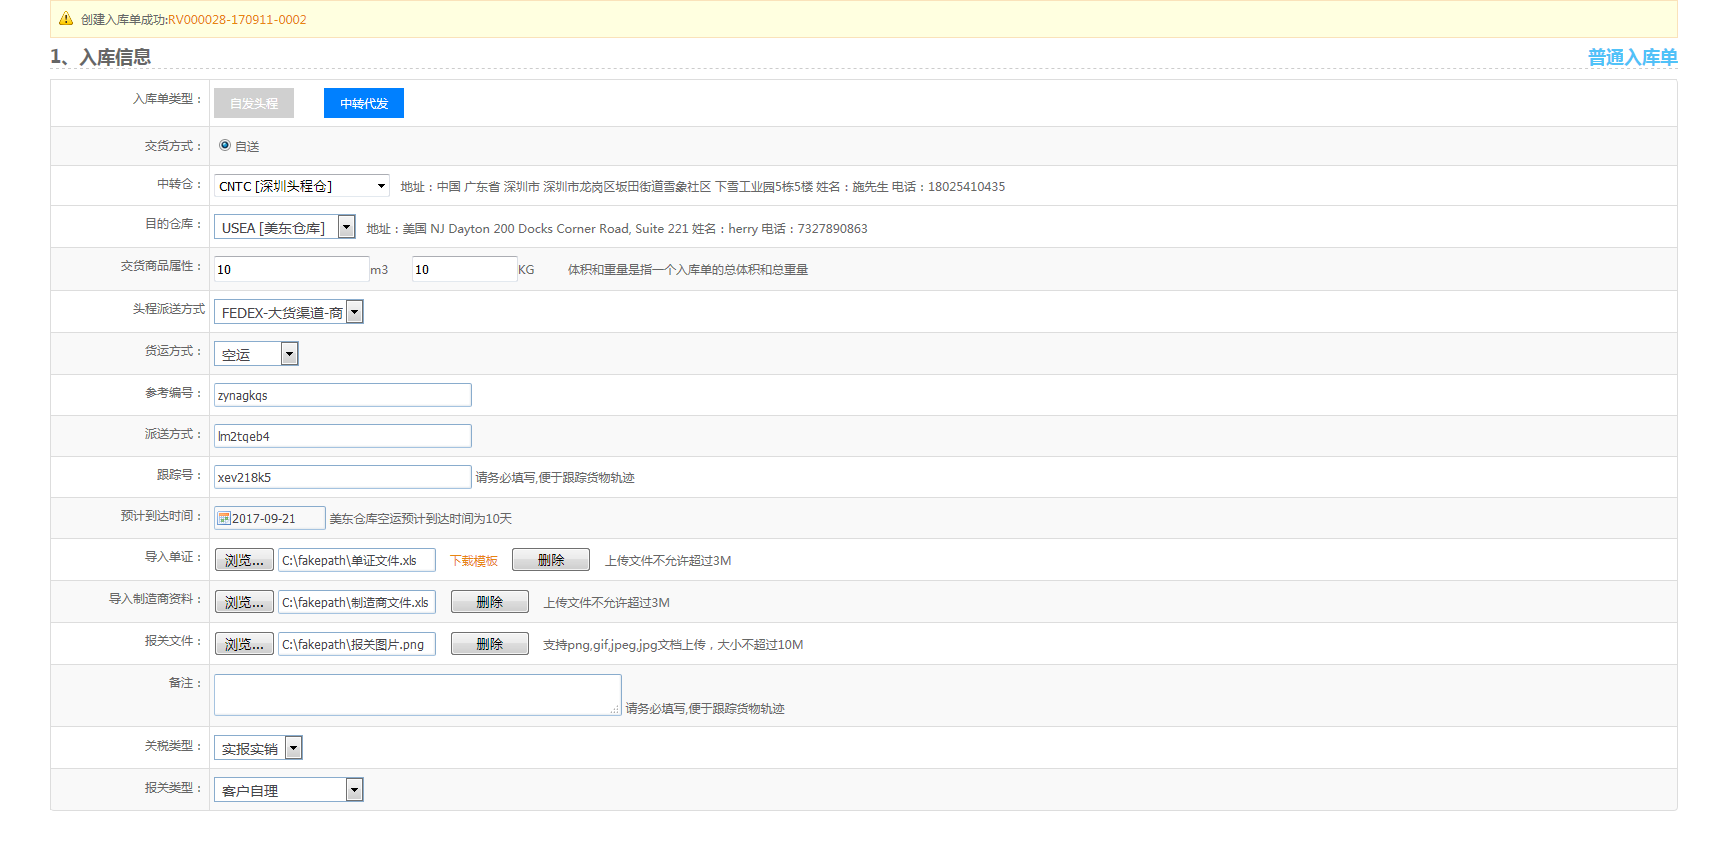 创建入库单成功:RV000028-170911-0002
1、入库信息 普通入库单
入库单类型： 自发头程 中转代发
交货方式： 自送
中转仓： CNTC [深圳头程仓] 地址：中国 广东省 深圳市 深圳市龙岗区坂田街道雪象社区 下雪工业园5栋5楼 姓名：施先生 电话：18025410435
目的仓库： USEA [美东仓库] 地址：美国 NJ Dayton 200 Docks Corner Road, Suite 221 姓名：herry 电话：7327890863
交货商品属性： 10 m3 10 KG 体积和重量是指一个入库单的总体积和总重量
头程派送方式 FEDEX-大货渠道-商
货运方式： 空运
参考编号： zynagkqs
派送方式： lm2tqeb4
跟踪号： xev218k5 请务必填写,便于跟踪货物轨迹
预计到达时间： 2017-09-21 美东仓库空运预计到达时间为10天
导入单证： 浏览... C:\fakepath\单证文件.xls 下载模板 删除 上传文件不允许超过3M
导入制造商资料： 浏览... C:\fakepath\制造商文件.xls 删除 上传文件不允许超过3M
报关文件： 浏览... C:\fakepath\报关图片.png 删除 支持png,gif,jpeg,jpg文档上传，大小不超过10M
备注： 请务必填写,便于跟踪货物轨迹
关税类型： 实报实销
报关类型： 客户自理